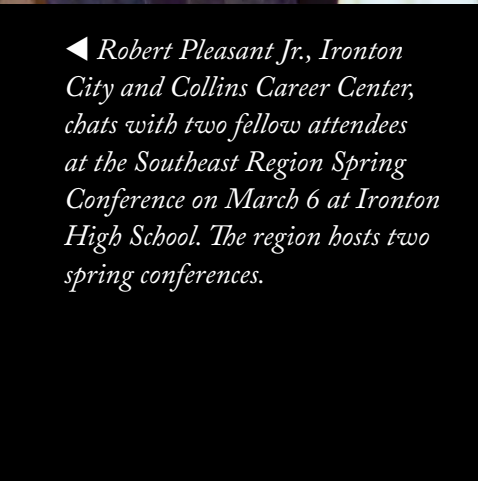 ◀ Robert Pleasant Jr., Ironton
City and Collins Career Center,
chats with two fellow attendees
at the Southeast Region Spring
Conference on March 6 at Ironton
High School. The region hosts two
spring conferences.